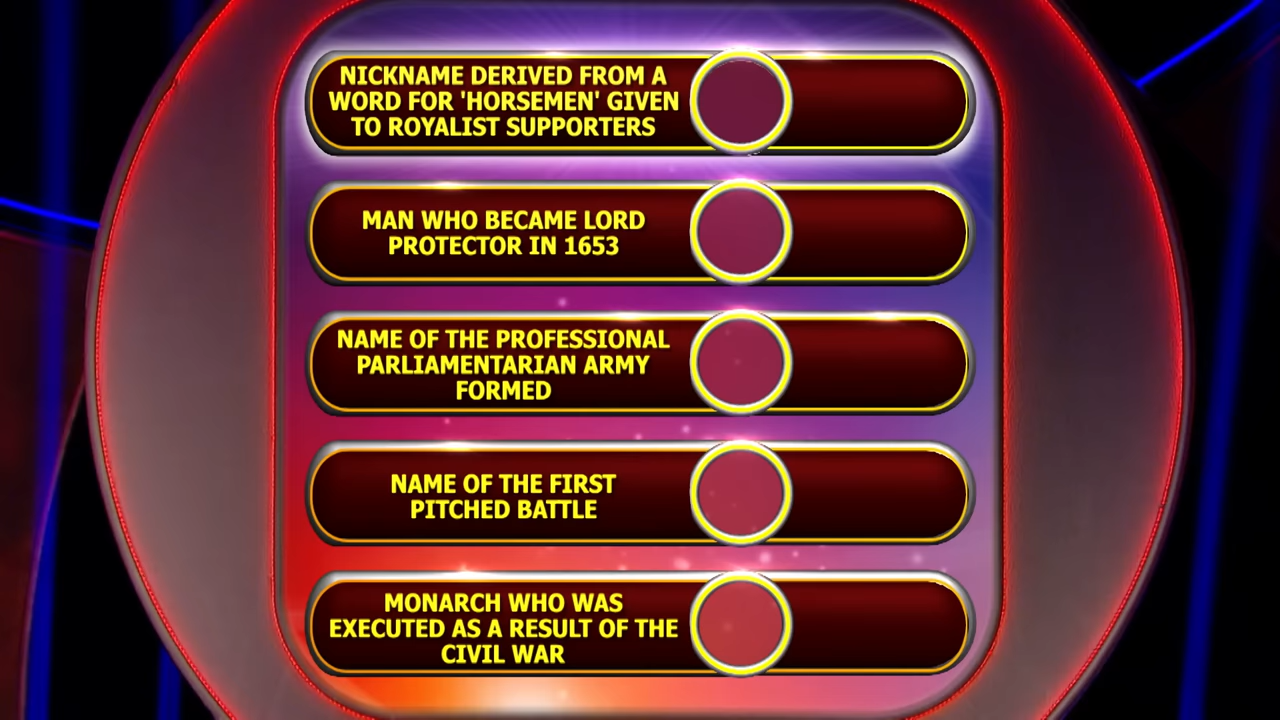 NICKNAME DERIVED FROM A
WORD FOR 'HORSEMEN' GIVEN
TO ROYALIST SUPPORTERS
MAN WHO BECAME LORD
PROTECTOR IN 1653
NAME OF THE PROFESSIONAL
PARLIAMENTARIAN ARMY
FORMED
NAME OF THE FIRST
PITCHED BATTLE
MONARCH WHO WAS
EXECUTED AS A RESULT OF THE
CIVIL WAR